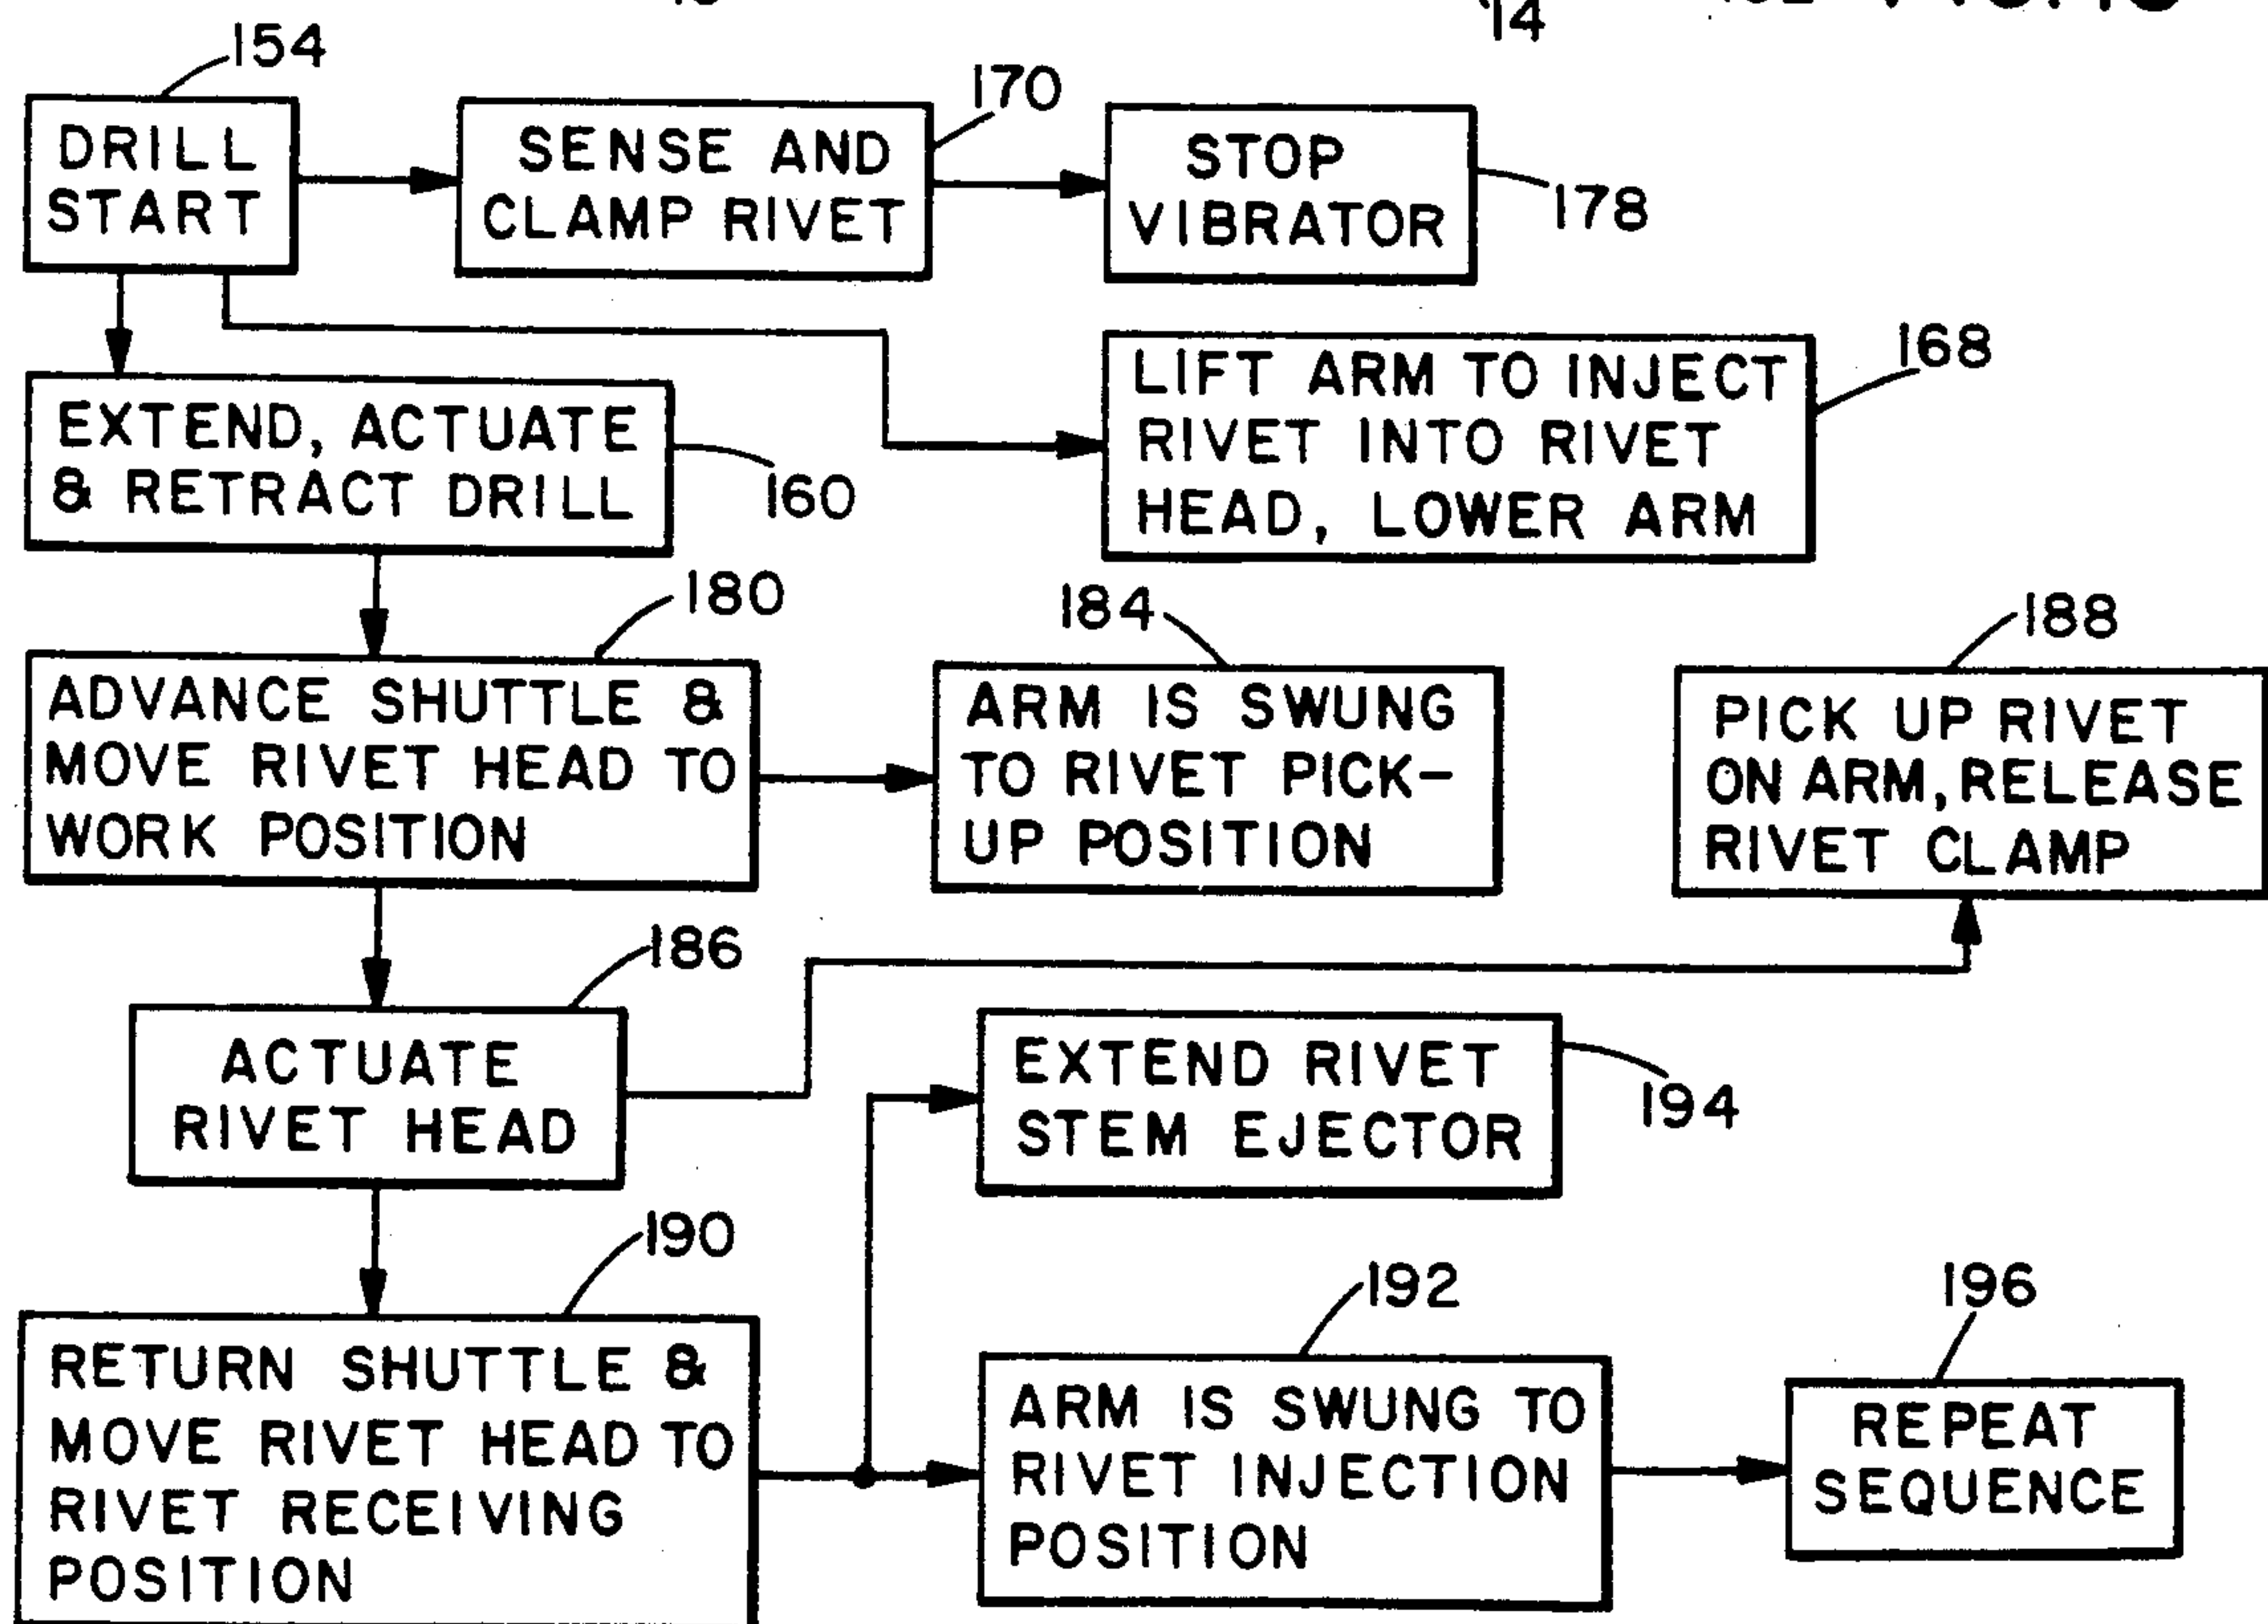 14
154
DRILL
START
170
SENSE AND
CLAMP RIVET
STOP
VIBRATOR
178
168
LIFT ARM TO INJECT
RIVET INTO RIVET
HEAD, LOWER ARM
EXTEND, ACTUATE
& RETRACT DRILL
160
180
ADVANCE SHUTTLE &
MOVE RIVET HEAD TO
WORK POSITION
184
ARM IS SWUNG
TO RIVET PICK-
UP POSITION
188
PICK UP RIVET
ON ARM, RELEASE
RIVET CLAMP
186
ACTUATE
RIVET HEAD
EXTEND RIVET
STEM EJECTOR
194
190
RETURN SHUTTLE &
MOVE RIVET HEAD TO
RIVET RECEIVING
POSITION
192
ARM IS SWUNG TO
RIVET INJECTION
POSITION
196
REPEAT
SEQUENCE